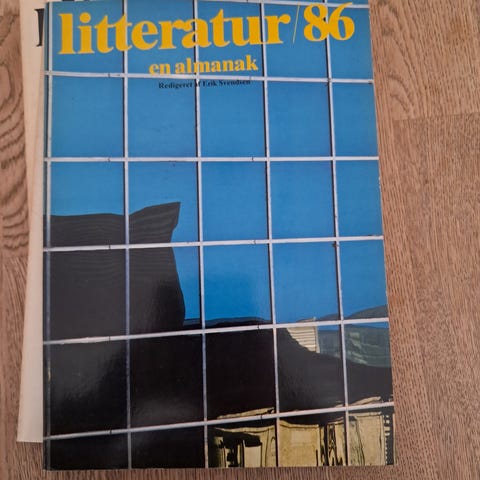 litteratur/86
en almanak
Redigeret af Erik Svendsen